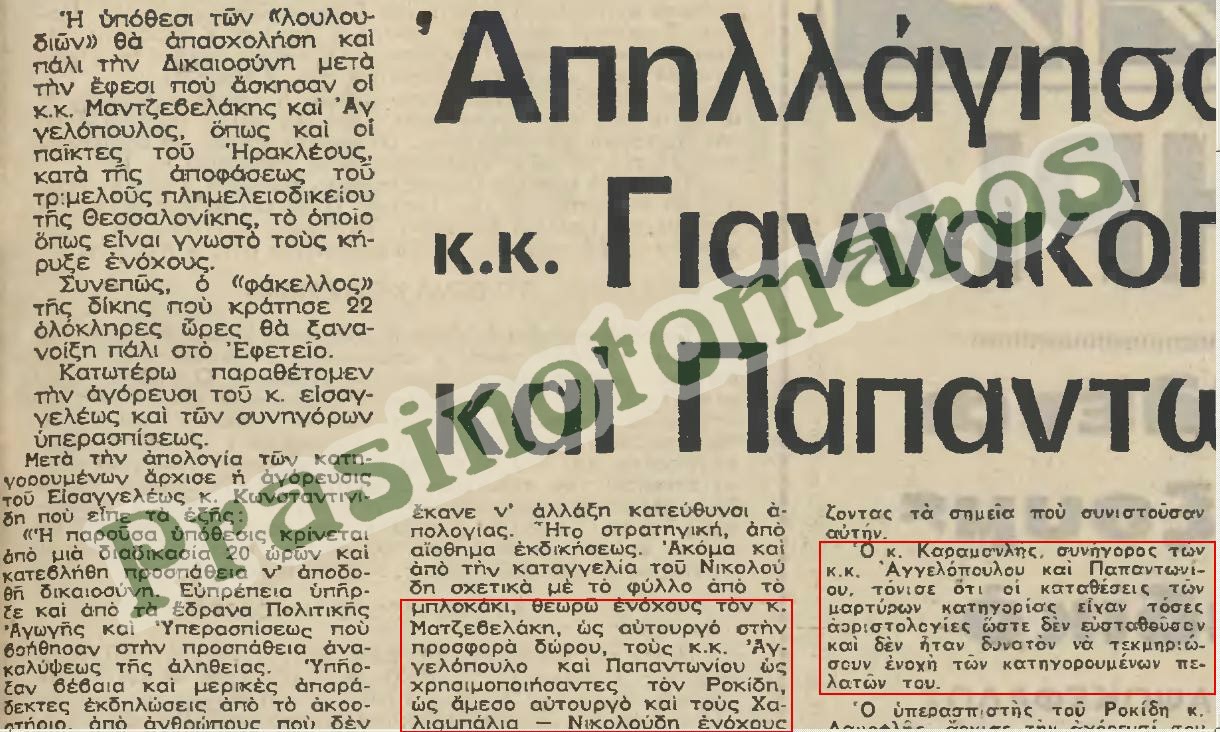 Ἡ ὑπόθεσι τῶν «λουλου-
διῶν» θὰ ἀπασχολήση καὶ
πάλι τὴν Δικαιοσύνη μετὰ
τὴν ἔφεσι ποὺ ἄσκησαν οἱ
κ.κ. Μαντζεβελάκης καὶ Ἀγ
γελόπουλος, ὅπως καὶ οἱ
παῖκτες τοῦ Ἡρακλέους,
κατὰ τῆς ἀποφάσεως τοῦ
τριμελοῦς πλημελειοδικείου
τῆς Θεσσαλονίκης, τὸ ὁποῖο
ὅπως εἶναι γνωστὸ τοὺς κή-
ρυξε ἐνόχους.
Συνεπῶς, ὁ «φάκελλος»
τῆς δίκης ποὺ κράτησε 22
ὁλόκληρες ὧρες θὰ ξανα-
νοίξη πάλι στὸ Ἐφετεῖο.
Κατωτέρω παραθέτομεν
τὴν ἀγόρευσι τοῦ κ. εἰσαγ-
γελέως καὶ τῶν συνηγόρων
ὑπερασπίσεως.
Μετὰ τὴν ἀπολογία τῶν κατη-
γορουμένων ἄρχισε ἡ ἀγόρευσις
τοῦ Εἰσαγγελέως κ. Κωνσταντινί-
δη ποὺ εἶπε τὰ ἑξῆς:
«Ἡ παροῦσα ὑπόθεσις κρίνεται
ἀπὸ μιὰ διαδικασία 20 ὡρῶν καὶ
κατεβλήθη προσπάθεια ν' ἀποδο-
θῆ δικαιοσύνη. Εὐπρέπεια ὑπῆρ-
ξε καὶ ἀπὸ τὰ ἕδρανα Πολιτικῆς
Ἀγωγῆς καὶ Ὑπερασπίσεως ποὺ
βοήθησαν στὴν προσπάθεια ἀνα-
καλύψεως τῆς ἀληθείας. Ὑπῆρ-
ξαν βέβαια καὶ μερικὲς ἀπαρά-
δεκτες ἐκδηλώσεις ἀπὸ τὸ ἀκρο-
ατήριο, ἀπὸ ἀνθρώπους ποὺ δὲν
Ἀπηλλάγησα
κ.κ. Γιαννακόπ
καὶ Παπαντω
ἔκανε ν' ἀλλάξη κατεύθυνσι ἀ-
πολογίας. Ἦτο στρατηγική, ἀπὸ
αἴσθημα ἐκδικήσεως. Ἀκόμα καὶ
ἀπὸ τὴν καταγγελία τοῦ Νικολού
δη σχετικὰ μὲ τὸ φύλλο ἀπὸ τὸ
μπλοκάκι, θεωρῶ ἐνόχους τὸν κ.
Ματζεβελάκη, ὡς αὐτουργὸ στὴν
προσφορὰ δώρου, τοὺς κ.κ. Ἀγ-
γελόπουλο καὶ Παπαντωνίου ὡς
χρησιμοποιήσαντες τὸν Ροκίδη,
ὡς ἄμεσο αὐτουργὸ καὶ τοὺς Χα-
λιαμπάλια — Νικολούδη ἐνόχους
ζοντας τὰ σημεῖα ποὺ συνιστοῦσαν
αὐτήν.
Ὁ κ. Καραμανλῆς, συνήγορος τῶν
κ.κ. Ἀγγελόπουλου καὶ Παπαντωνί-
ου, τόνισε ὅτι οἱ καταθέσεις τῶν
μαρτύρων κατηγορίας εἶχαν τόσες
ἀοριστολογίες ὥστε δὲν εὐσταθοῦσαν
καὶ δὲν ἦταν δυνατὸν νὰ τεκμηριώ-
σουν ἐνοχὴ τῶν κατηγορουμένων πε-
λατῶν του.
Ὁ ὑπερασπιστὴς τοῦ Ροκίδη κ.
Prasinotomaros